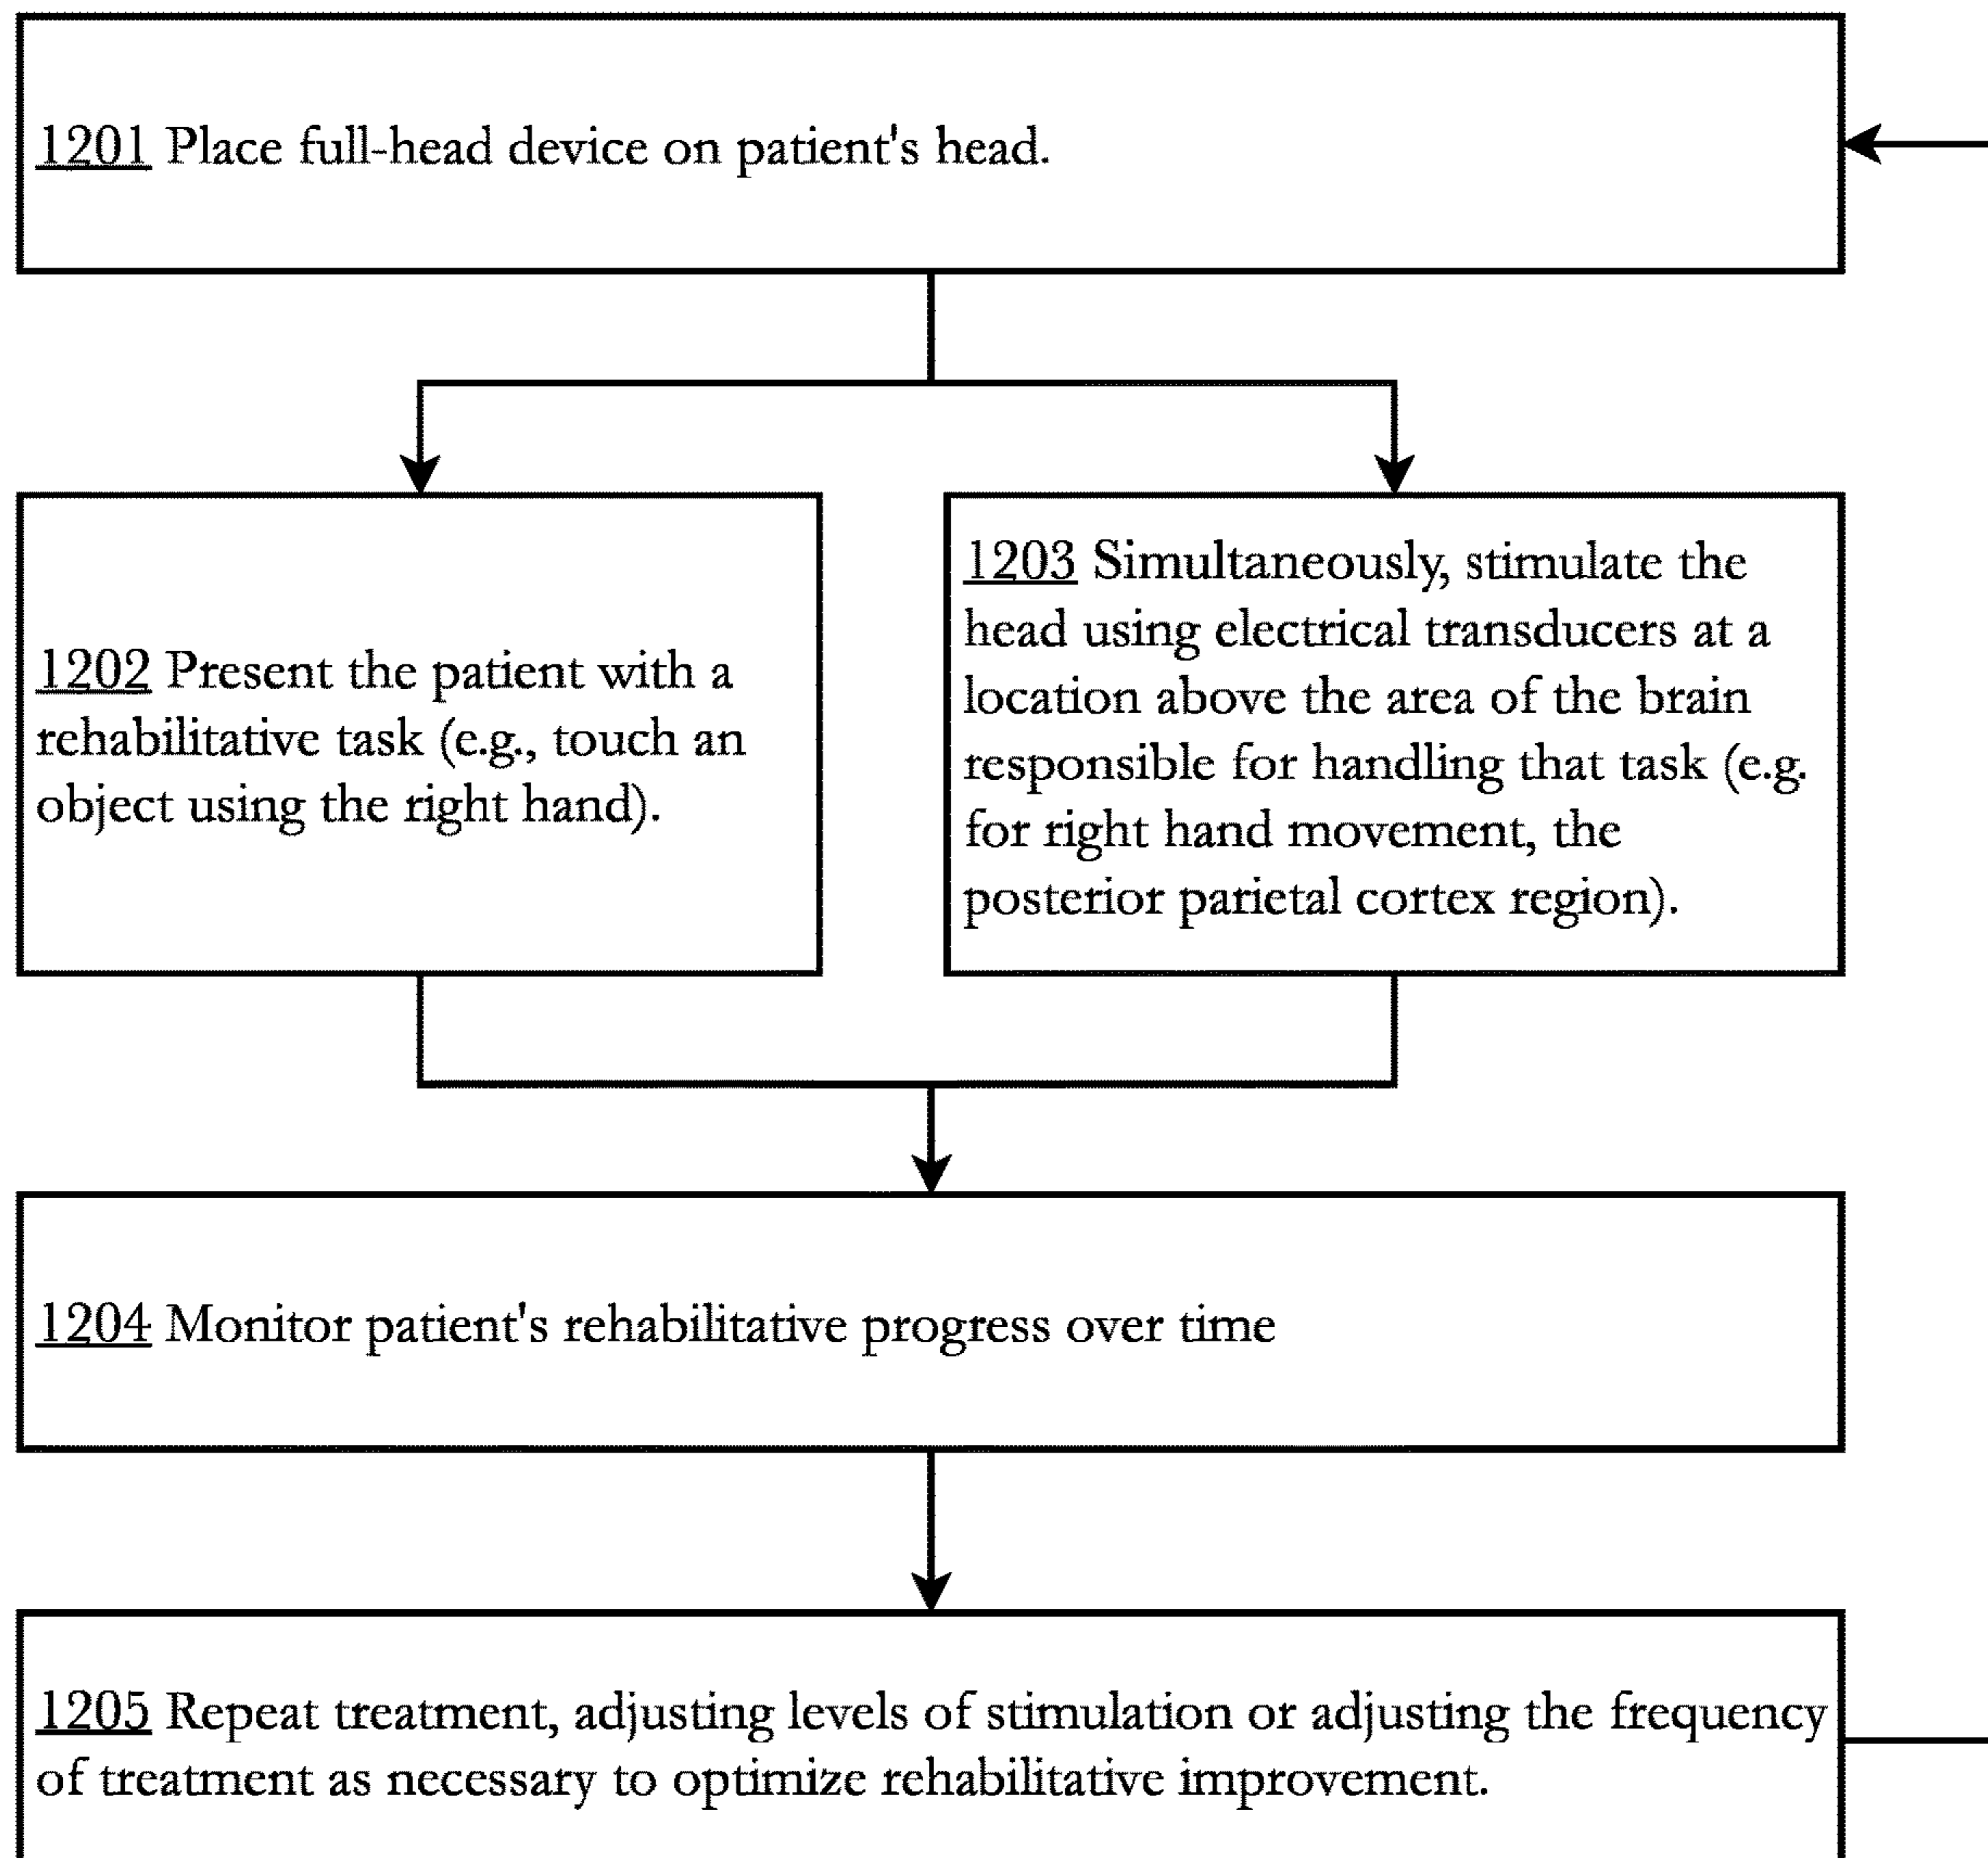 1201 Place full-head device on patient's head.
1202 Present the patient with a
rehabilitative task (e.g., touch an
object using the right hand).
1203 Simultaneously, stimulate the
head using electrical transducers at a
location above the area of the brain
responsible for handling that task (e.g.
for right hand movement, the
posterior parietal cortex region).
1204 Monitor patient's rehabilitative progress over time
1205 Repeat treatment, adjusting levels of stimulation or adjusting the frequency
of treatment as necessary to optimize rehabilitative improvement.